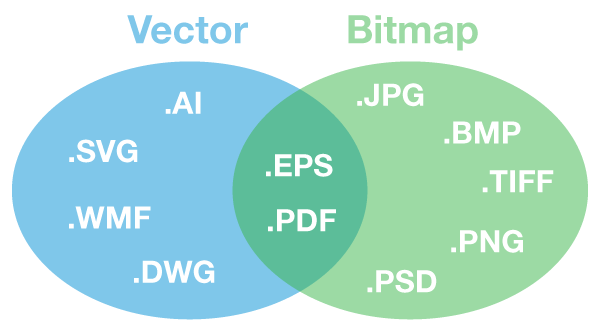 Vector
Bitmap
.AI
.SVG
.WMF
.DWG
.EPS
.PDF
.JPG
.BMP
.TIFF
.PNG
.PSD